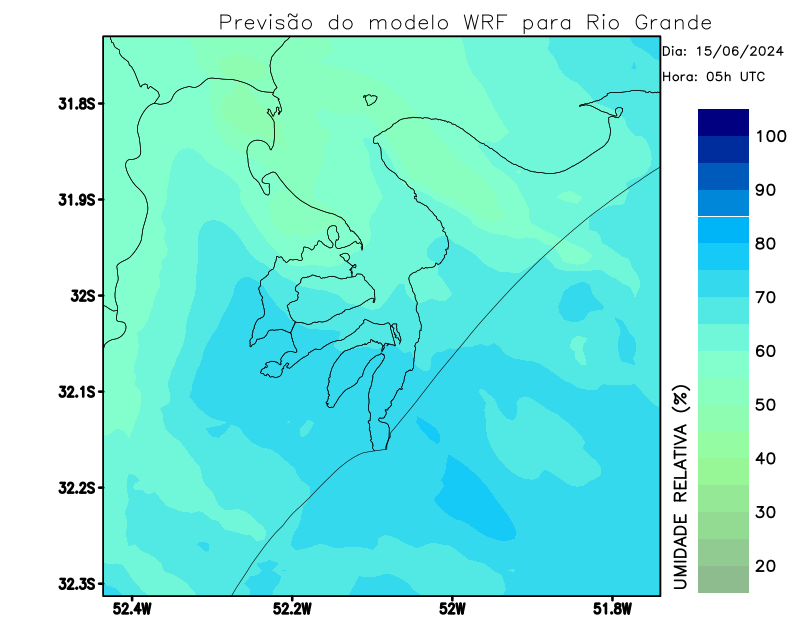 Previsão do modelo WRF para Rio Grande
Dia: 15/06/2024
Hora: 05h UTC
31.8S
31.9S
32S
32.1S
32.2S
32.3S
52.4W
52.2W
52W
51.8W
UMIDADE RELATIVA (%)
100
90
80
70
60
50
40
30
20